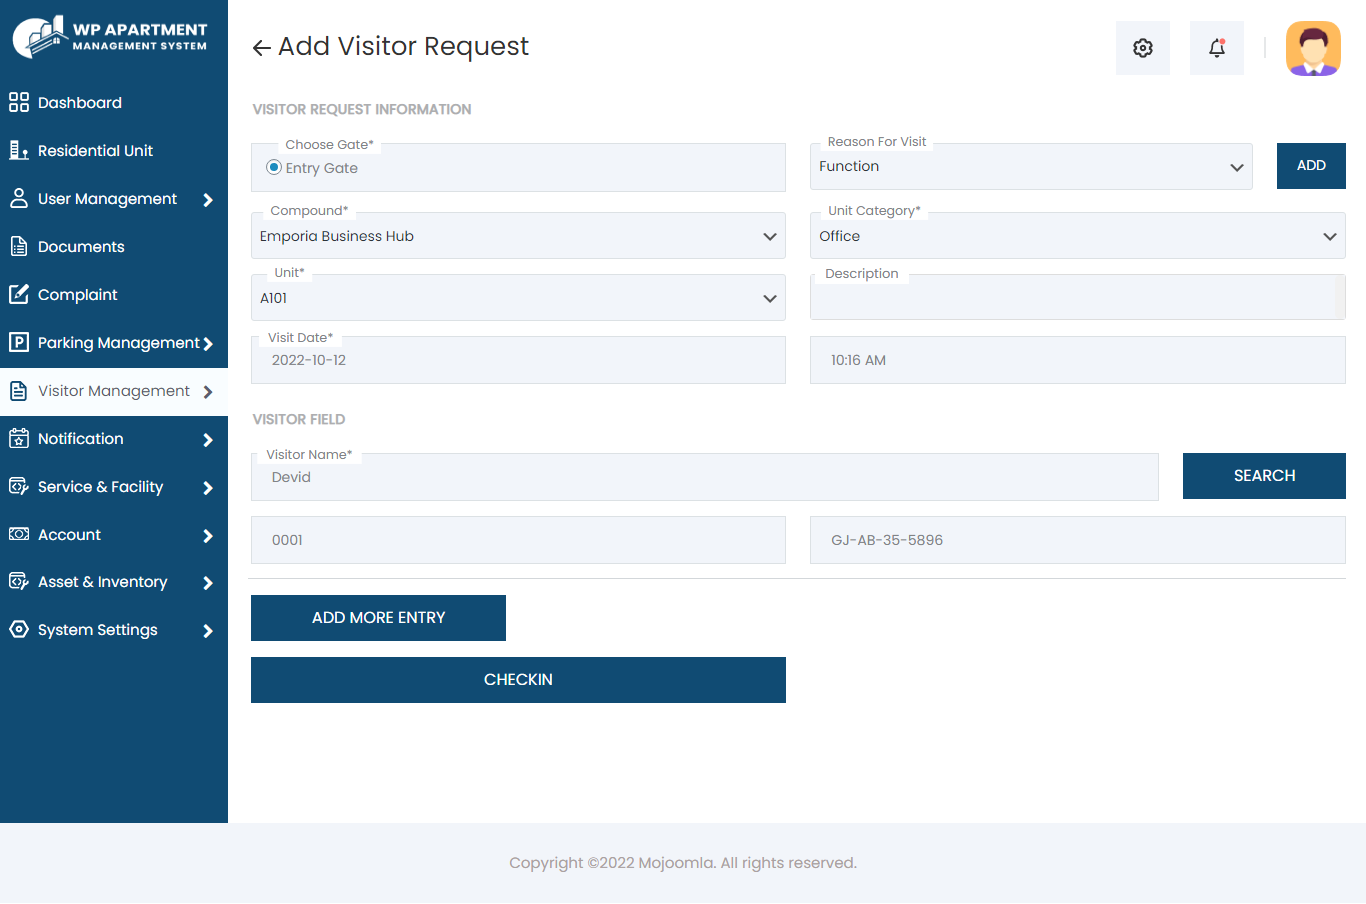 WP APARTMENT
MANAGEMENT SYSTEM
Dashboard
Residential Unit
User Management
Documents
Complaint
Parking Management
Visitor Management
Notification
Service & Facility
Account
Asset & Inventory
System Settings
Add Visitor Request
VISITOR REQUEST INFORMATION
Choose Gate*
Entry Gate
Reason For Visit
Function
ADD
Compound*
Emporia Business Hub
Unit Category*
Office
Unit*
A101
Description
Visit Date*
2022-10-12
10:16 AM
VISITOR FIELD
Visitor Name*
Devid
SEARCH
0001
GJ-AB-35-5896
ADD MORE ENTRY
CHECKIN
Copyright ©2022 Mojoomla. All rights reserved.